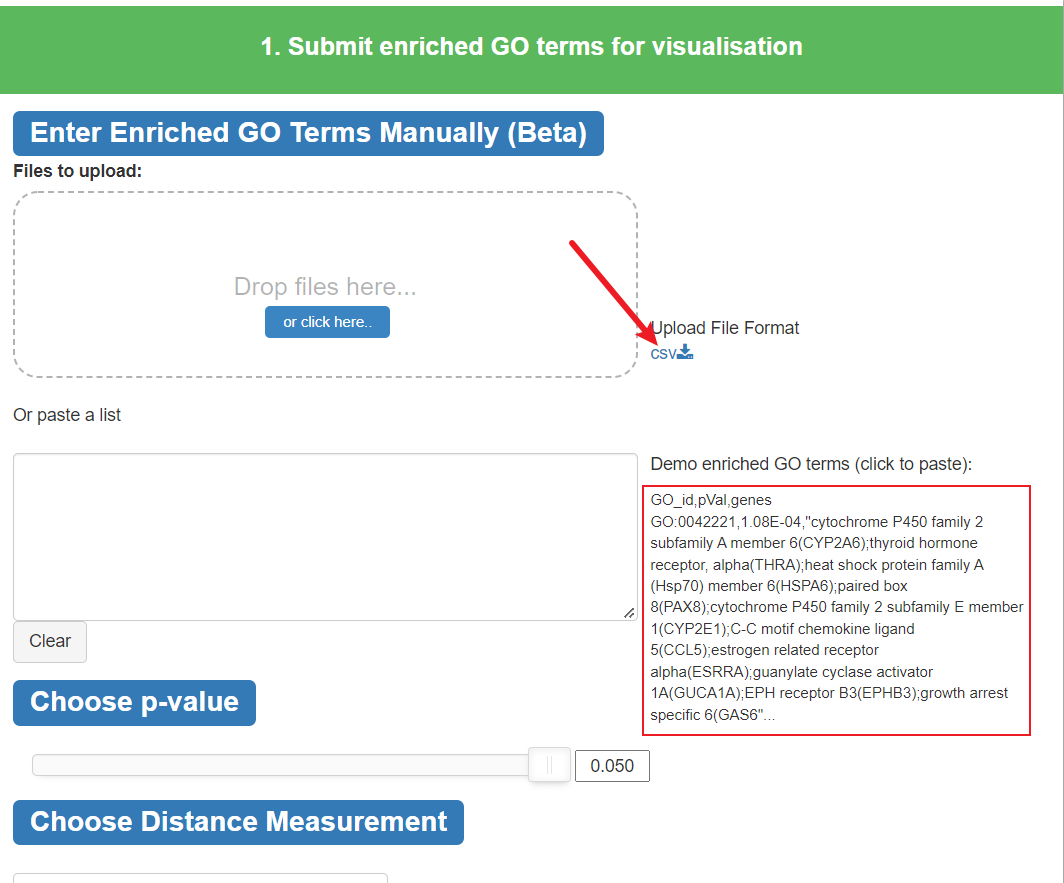 1. Submit enriched GO terms for visualisation
Enter Enriched GO Terms Manually (Beta)
Files to upload:
Drop files here...
or click here..
Upload File Format
csv
Or paste a list
Demo enriched GO terms (click to paste):
GO_id,pVal,genes
GO:0042221,1.08E-04,"cytochrome P450 family 2
subfamily A member 6(CYP2A6);thyroid hormone
receptor, alpha(THRA);heat shock protein family A
(Hsp70) member 6(HSPA6);paired box
8(PAX8);cytochrome P450 family 2 subfamily E member
1(CYP2E1);C-C motif chemokine ligand
5(CCL5);estrogen related receptor
alpha(ESRRA);guanylate cyclase activator
1A(GUCA1A);EPH receptor B3(EPHB3);growth arrest
specific 6(GAS6"...
Clear
Choose p-value
0.050
Choose Distance Measurement